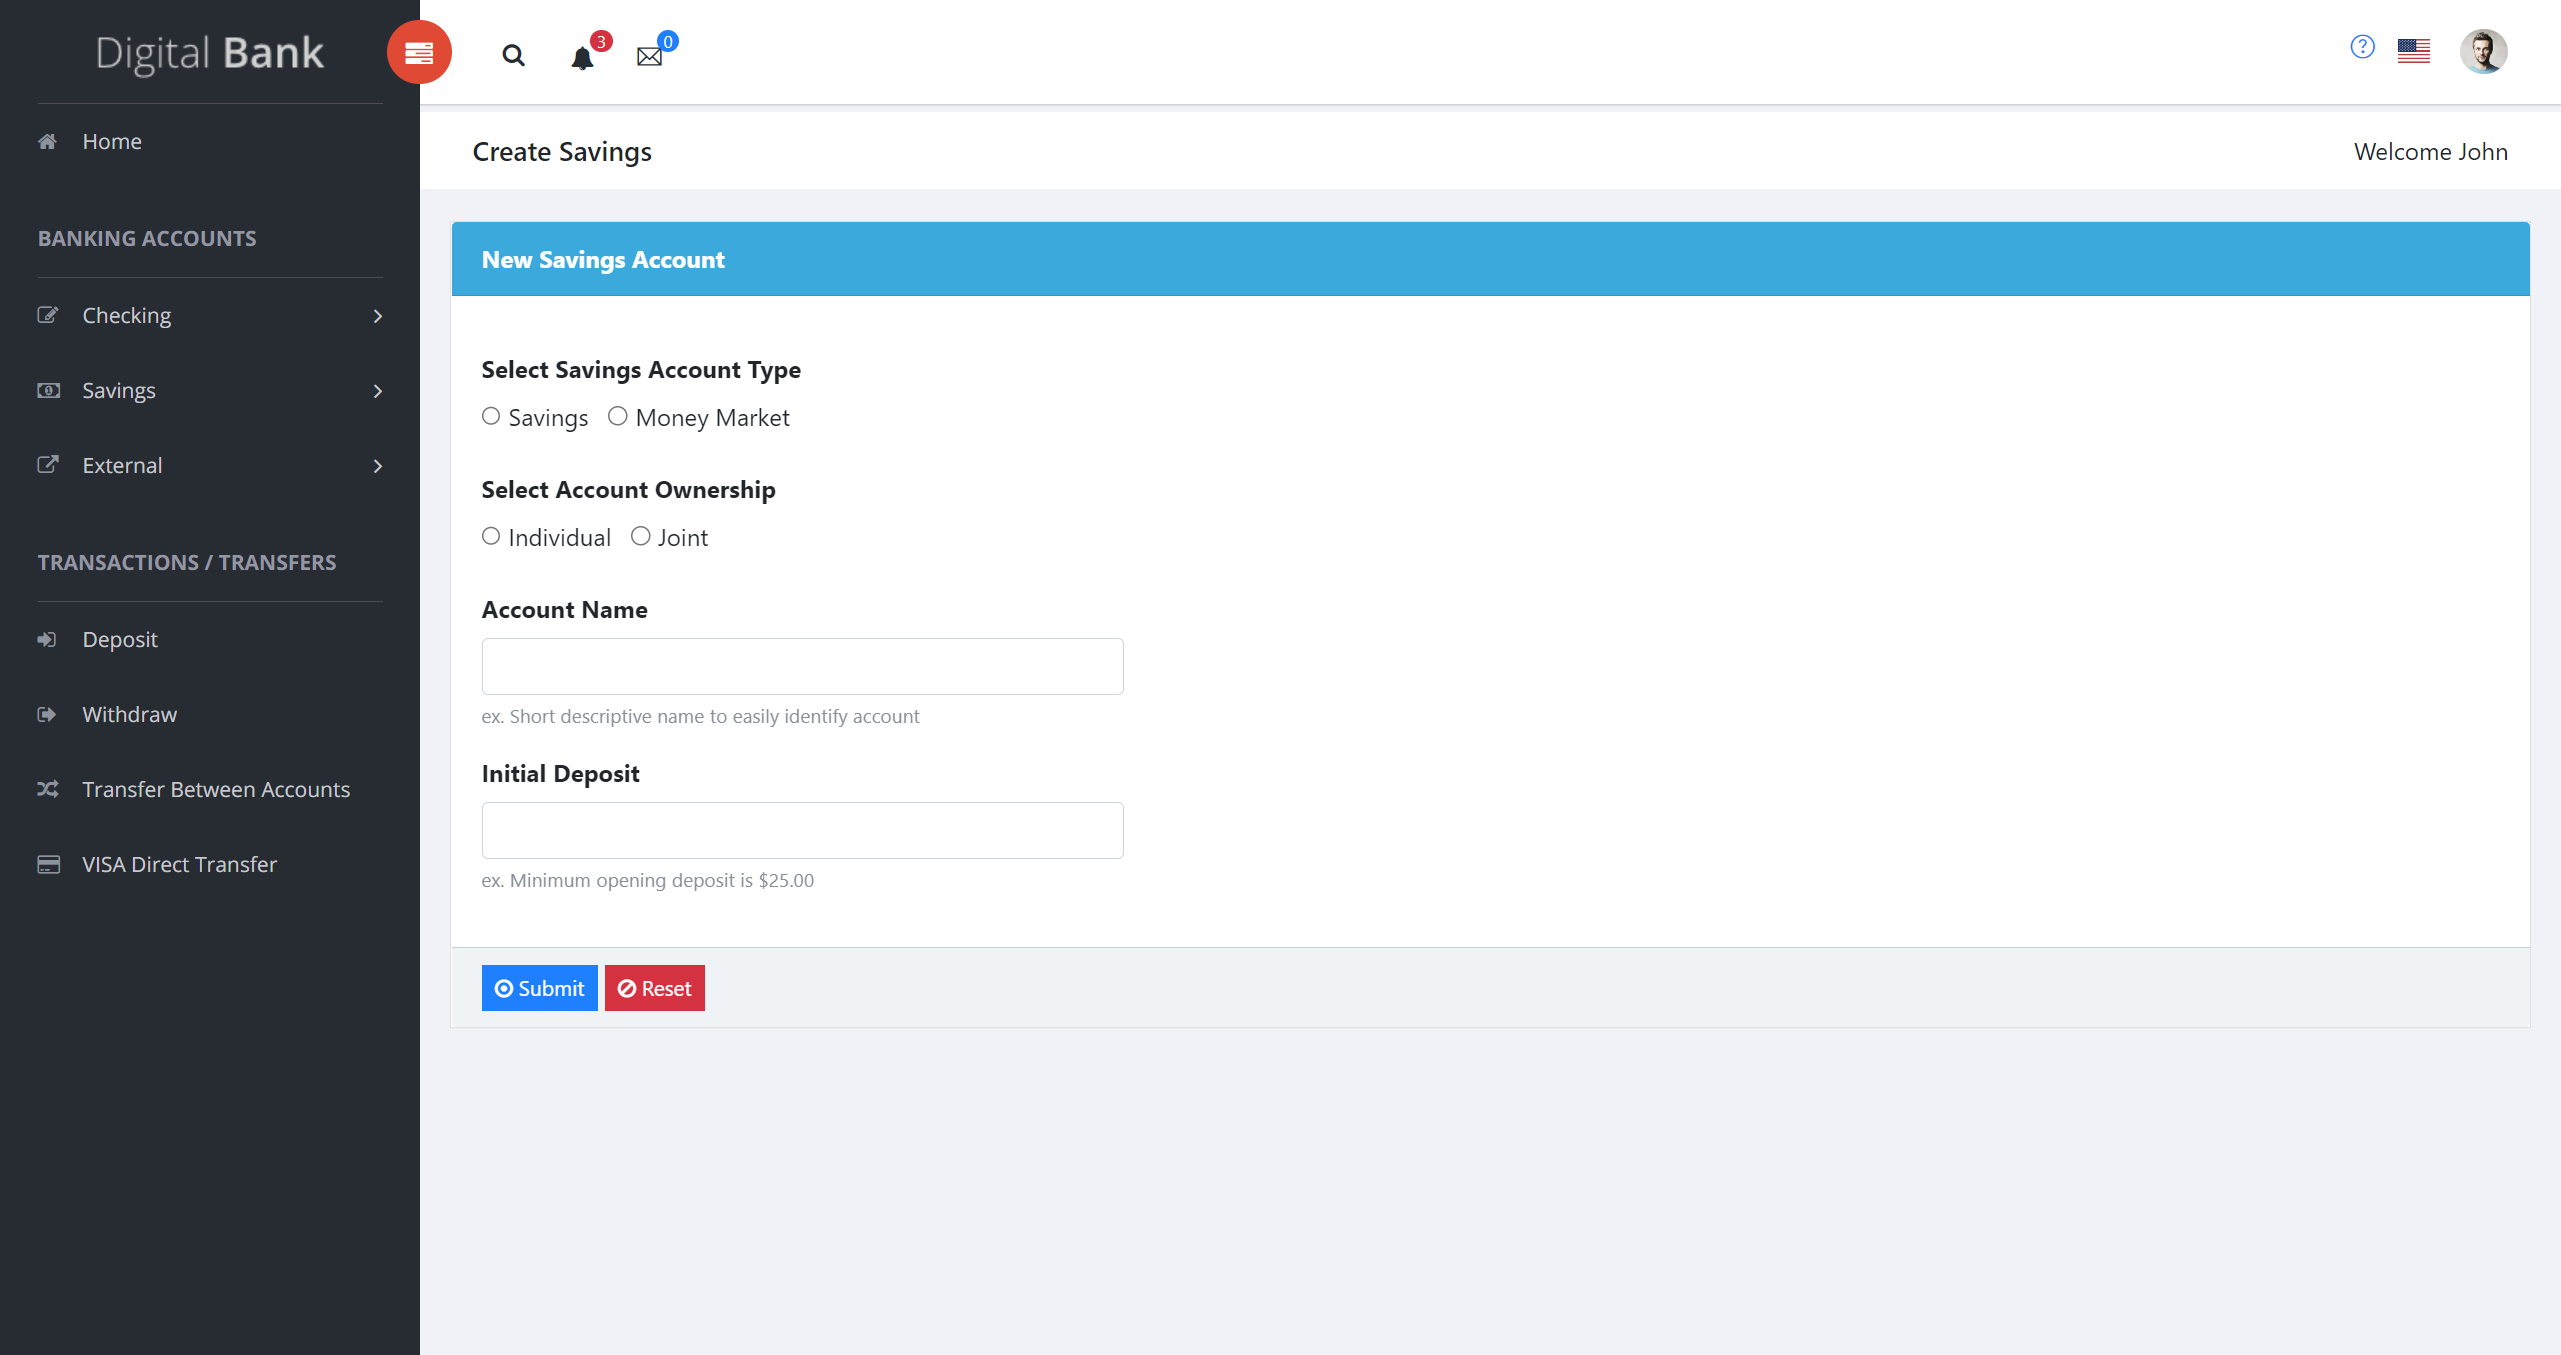 Digital Bank
3
0
Home
Create Savings
Welcome John
BANKING ACCOUNTS
Checking
Savings
External
TRANSACTIONS / TRANSFERS
Deposit
Withdraw
Transfer Between Accounts
VISA Direct Transfer
New Savings Account
Select Savings Account Type
Savings Money Market
Select Account Ownership
Individual Joint
Account Name
ex. Short descriptive name to easily identify account
Initial Deposit
ex. Minimum opening deposit is $25.00
Submit Reset